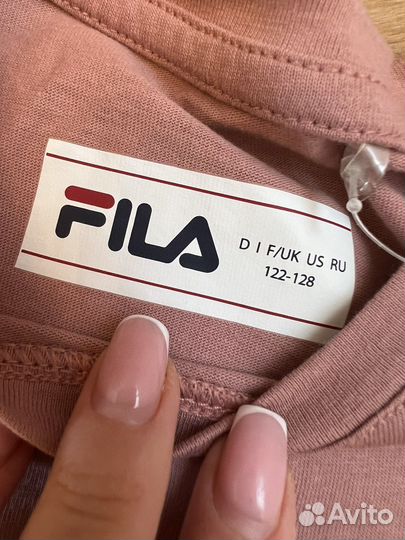 FILA
D I F/UK US RU
122-128
Avito